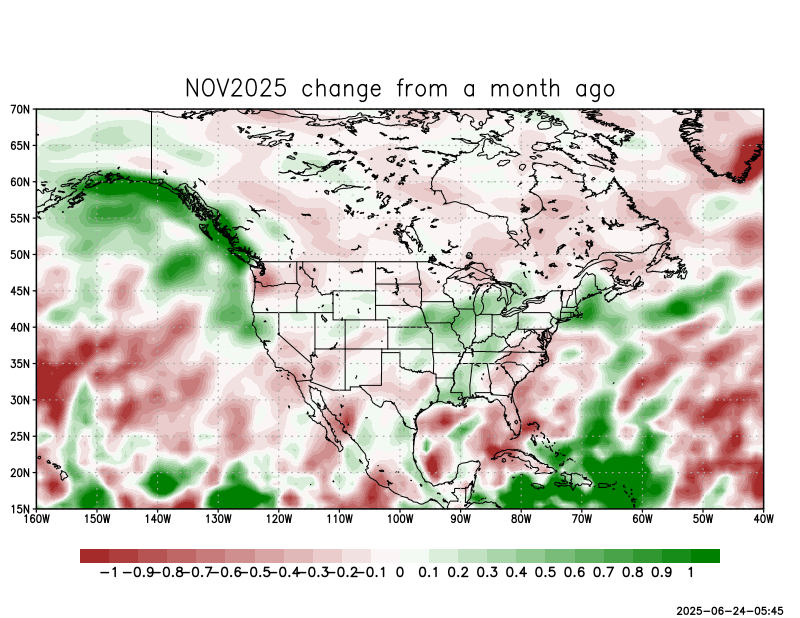 NOV2025 change from a month ago
70N
65N
60N
55N
50N
45N
40N
35N
30N
25N
20N
15N
160W 150W 140W 130W 120W 110W 100W 90W 80W 70W 60W 50W 40W
-1 -0.9 -0.8 -0.7 -0.6 -0.5 -0.4 -0.3 -0.2 -0.1 0 0.1 0.2 0.3 0.4 0.5 0.6 0.7 0.8 0.9 1
2025-06-24-05:45